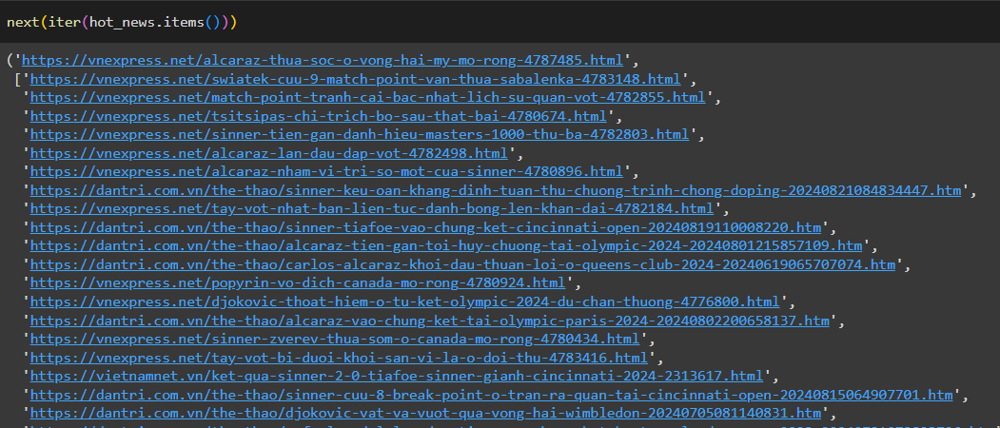 next(iter(hot_news.items()))
('https://vnexpress.net/alcaraz-thua-soc-o-vong-hai-my-mo-rong-4787485.html',
['https://vnexpress.net/swiatek-cuu-9-match-point-van-thua-sabalenka-4783148.html',
'https://vnexpress.net/match-point-tranh-cai-bac-nhat-lich-su-quan-vot-4782855.html',
'https://vnexpress.net/tsitsipas-chi-trich-bo-sau-that-bai-4780674.html',
'https://vnexpress.net/sinner-tien-gan-danh-hieu-masters-1000-thu-ba-4782803.html',
'https://vnexpress.net/alcaraz-lan-dau-dap-vot-4782498.html',
'https://vnexpress.net/alcaraz-nham-vi-tri-so-mot-cua-sinner-4780896.html',
'https://dantri.com.vn/the-thao/sinner-keu-oan-khang-dinh-tuan-thu-chuong-trinh-chong-doping-20240821084834447.htm',
'https://vnexpress.net/tay-vot-nhat-ban-lien-tuc-danh-bong-len-khan-dai-4782184.html',
'https://dantri.com.vn/the-thao/sinner-tiafoe-vao-chung-ket-cincinnati-open-20240819110008220.htm',
'https://dantri.com.vn/the-thao/alcaraz-tien-gan-toi-huy-chuong-tai-olympic-2024-20240801215857109.htm',
'https://dantri.com.vn/the-thao/carlos-alcaraz-khoi-dau-thuan-loi-o-queens-club-2024-20240619065707074.htm',
'https://vnexpress.net/popyrin-vo-dich-canada-mo-rong-4780924.html',
'https://vnexpress.net/djokovic-thoat-hiem-o-tu-ket-olympic-2024-du-chan-thuong-4776800.html',
'https://dantri.com.vn/the-thao/alcaraz-vao-chung-ket-tai-olympic-paris-2024-20240802200658137.htm',
'https://vnexpress.net/sinner-zverev-thua-som-o-canada-mo-rong-4780434.html',
'https://vnexpress.net/tay-vot-bi-duoi-khoi-san-vi-la-o-doi-thu-4783416.html',
'https://vietnamnet.vn/ket-qua-sinner-2-0-tiafoe-sinner-gianh-cincinnati-2024-2313617.html',
'https://dantri.com.vn/the-thao/sinner-cuu-8-break-point-o-tran-ra-quan-tai-cincinnati-open-20240815064907701.htm',
'https://dantri.com.vn/the-thao/djokovic-vat-va-vuot-qua-vong-hai-wimbledon-20240705081140831.htm',